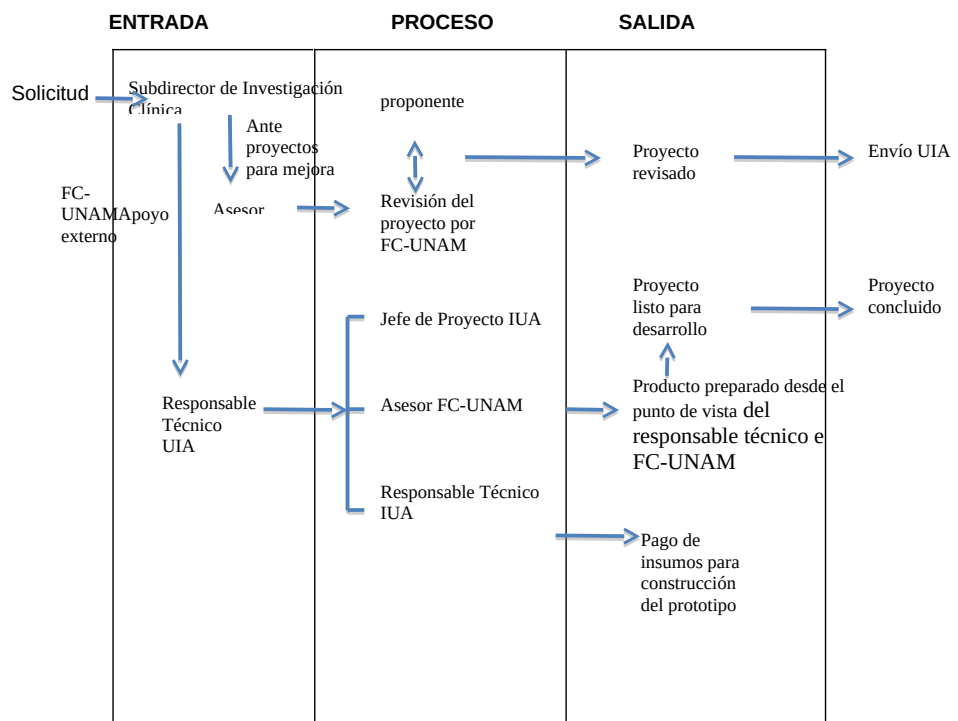 ENTRADA
PROCESO
SALIDA
Solicitud
Subdirector de Investigación
Clínica
Ante
proyectos
para mejora
FC-
UNAMApoyo
externo
Asesor
proponente
Revisión del
proyecto por
FC-UNAM
Proyecto
revisado
Envío UIA
Responsable
Técnico
UIA
Jefe de Proyecto IUA
Asesor FC-UNAM
Responsable Técnico
IUA
Proyecto
listo para
desarrollo
Proyecto
concluido
Producto preparado desde el
punto de vista del
responsable técnico e
FC-UNAM
Pago de
insumos para
construcción
del prototipo